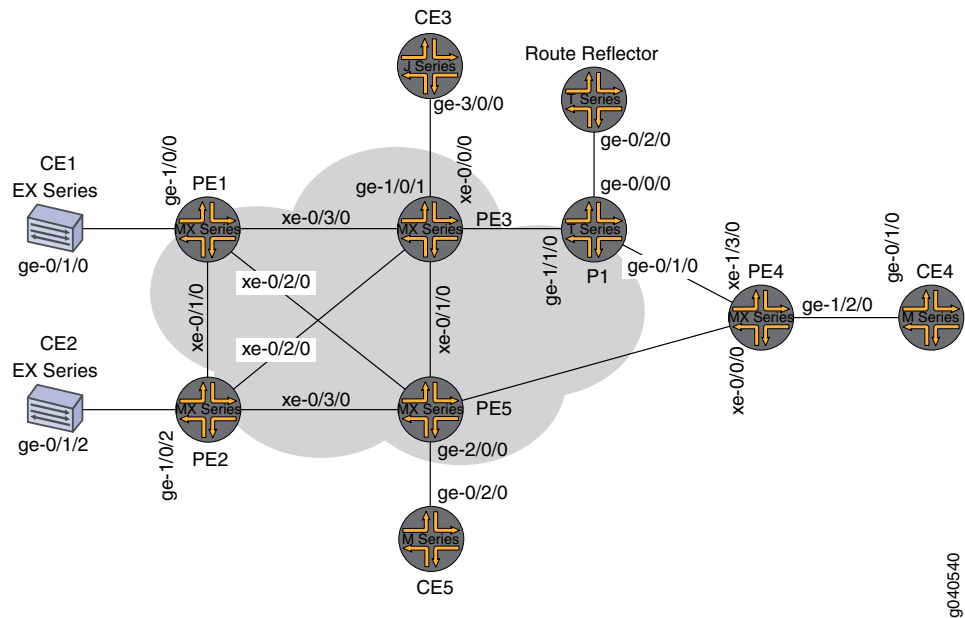 CE3
J Series
ge-3/0/0
Route Reflector
T Series
ge-0/2/0
CE1
EX Series
ge-0/1/0
ge-1/0/0
PE1
MX Series
xe-0/3/0
ge-1/0/1
xe-0/0/0
MX Series
PE3
ge-0/0/0
T Series
P1
ge-1/1/0
ge-0/1/0
xe-1/3/0
PE4
MX Series
xe-0/0/0
ge-1/2/0
ge-0/1/0
CE4
M Series
xe-0/1/0
xe-0/2/0
xe-0/2/0
xe-0/1/0
CE2
EX Series
ge-0/1/2
ge-1/0/2
MX Series
PE2
xe-0/3/0
MX Series
PE5
ge-2/0/0
ge-0/2/0
M Series
CE5
g040540